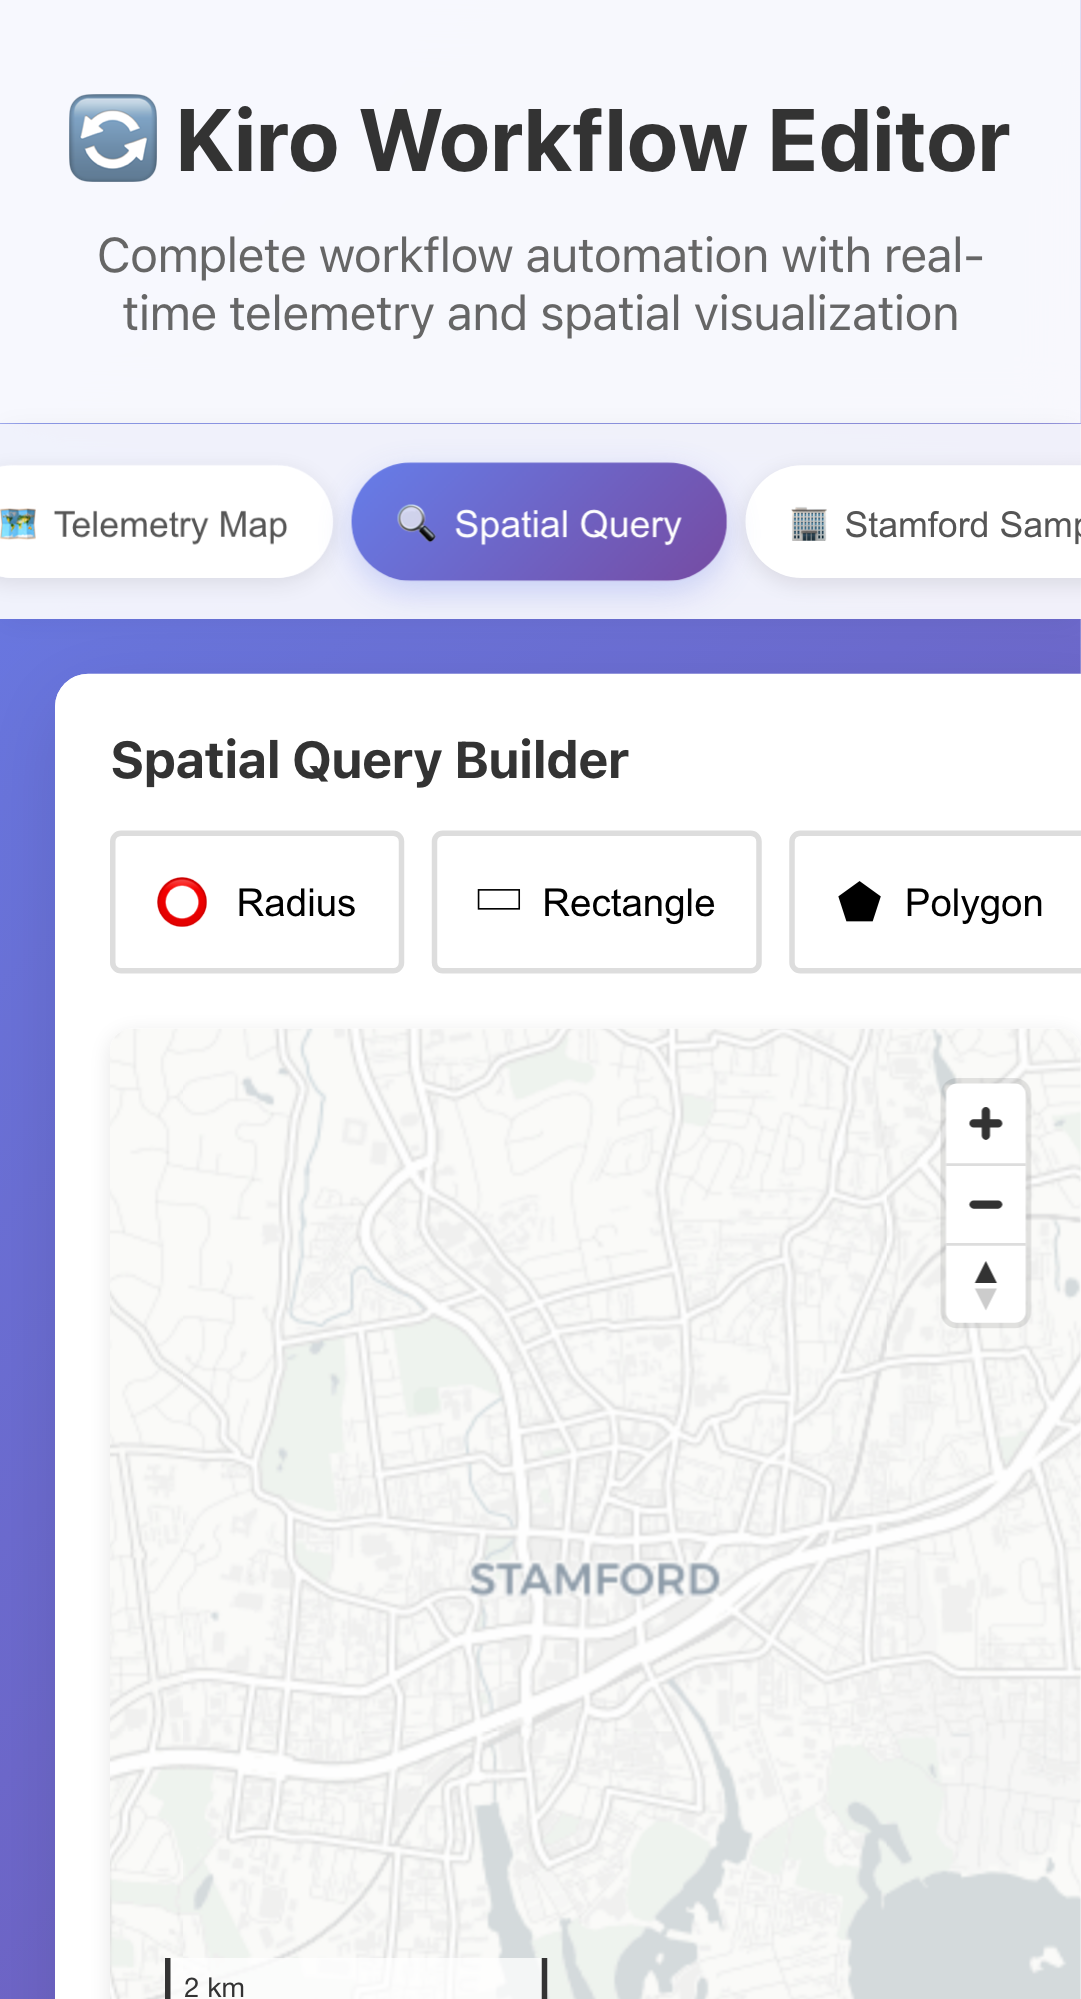 Kiro Workflow Editor
Complete workflow automation with real-
time telemetry and spatial visualization
Telemetry Map
Spatial Query
Stamford Samp
Spatial Query Builder
Radius
Rectangle
Polygon
STAMFORD
2 km